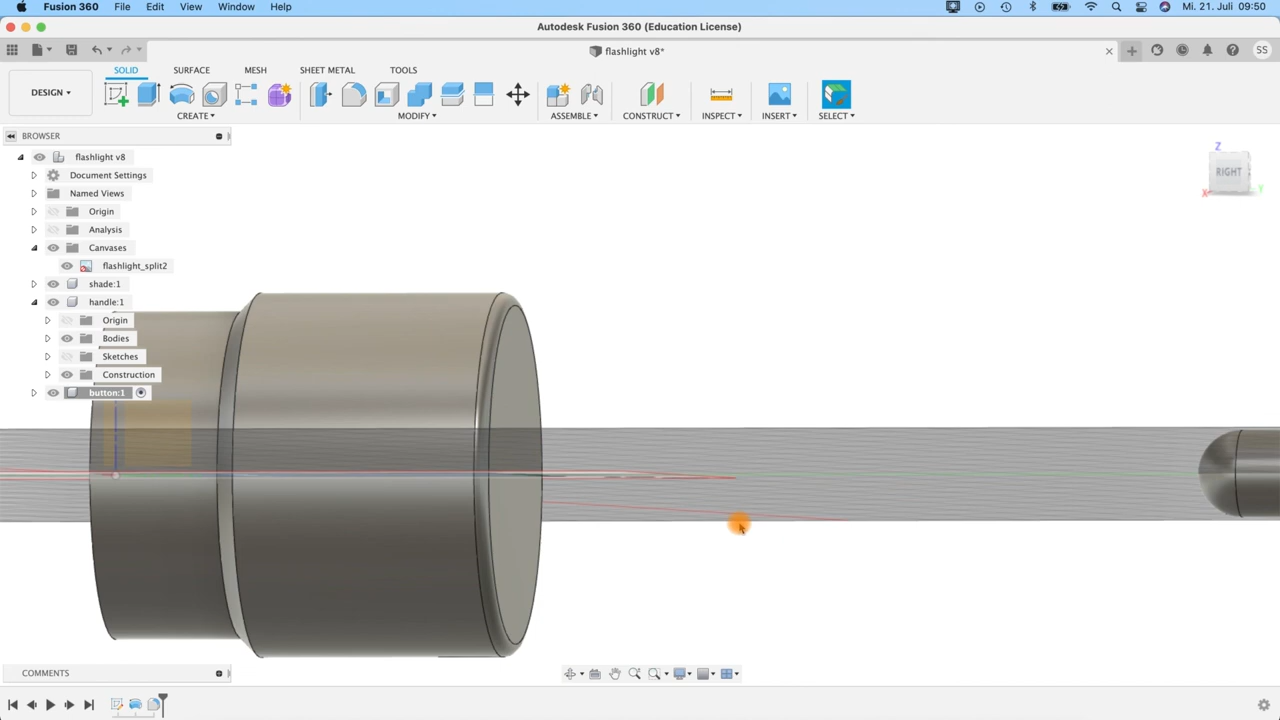 Fusion 360 File Edit View Window Help Mi. 21. Juli 09:50
Autodesk Fusion 360 (Education License)
flashlight v8*
SS
SOLID SURFACE MESH SHEET METAL TOOLS
DESIGN
CREATE MODIFY ASSEMBLE CONSTRUCT INSPECT INSERT SELECT
BROWSER
flashlight v8
Document Settings
Named Views
Origin
Analysis
Canvases
flashlight_split2
shade:1
handle:1
Origin
Bodies
Sketches
Construction
button:1
Z
RIGHT
X Y
COMMENTS